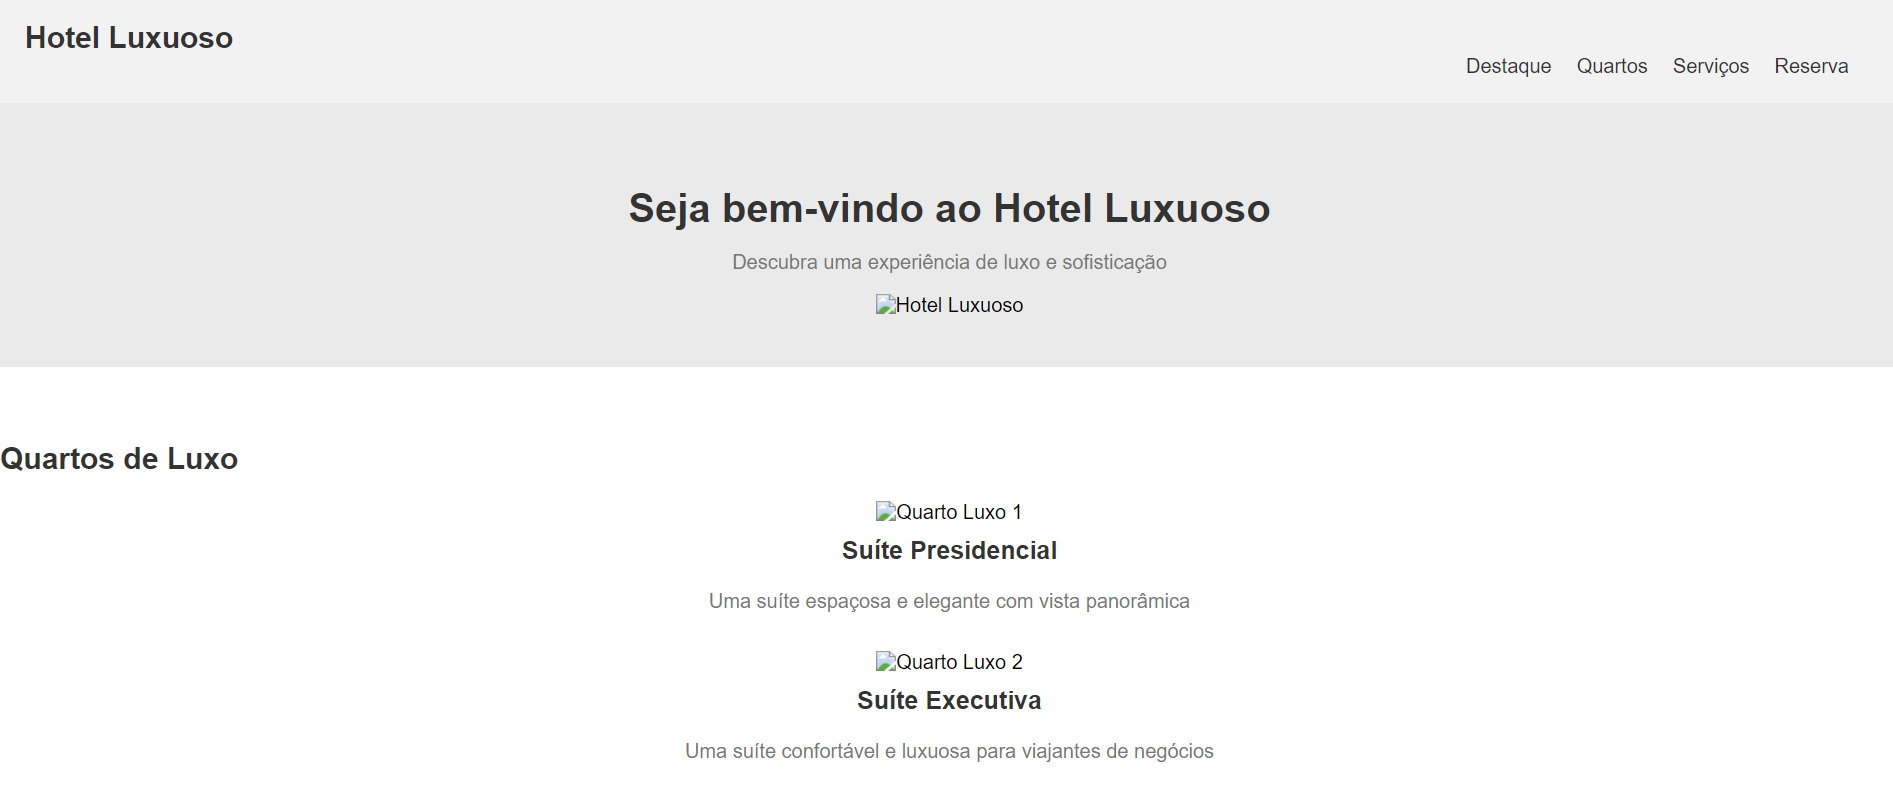 Hotel Luxuoso
Destaque Quartos Serviços Reserva
Seja bem-vindo ao Hotel Luxuoso
Descubra uma experiência de luxo e sofisticação
Hotel Luxuoso
Quartos de Luxo
Quarto Luxo 1
Suíte Presidencial
Uma suíte espaçosa e elegante com vista panorâmica
Quarto Luxo 2
Suíte Executiva
Uma suíte confortável e luxuosa para viajantes de negócios